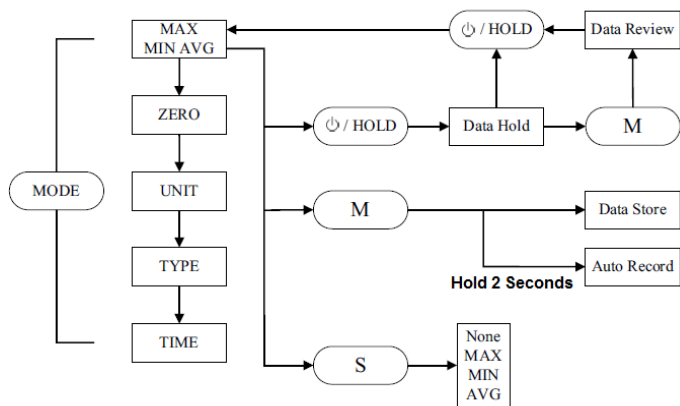 MAX
MIN AVG
⏻ / HOLD
Data Review
ZERO
⏻ / HOLD
Data Hold
M
MODE
UNIT
M
Data Store
TYPE
Auto Record
Hold 2 Seconds
TIME
S
None
MAX
MIN
AVG